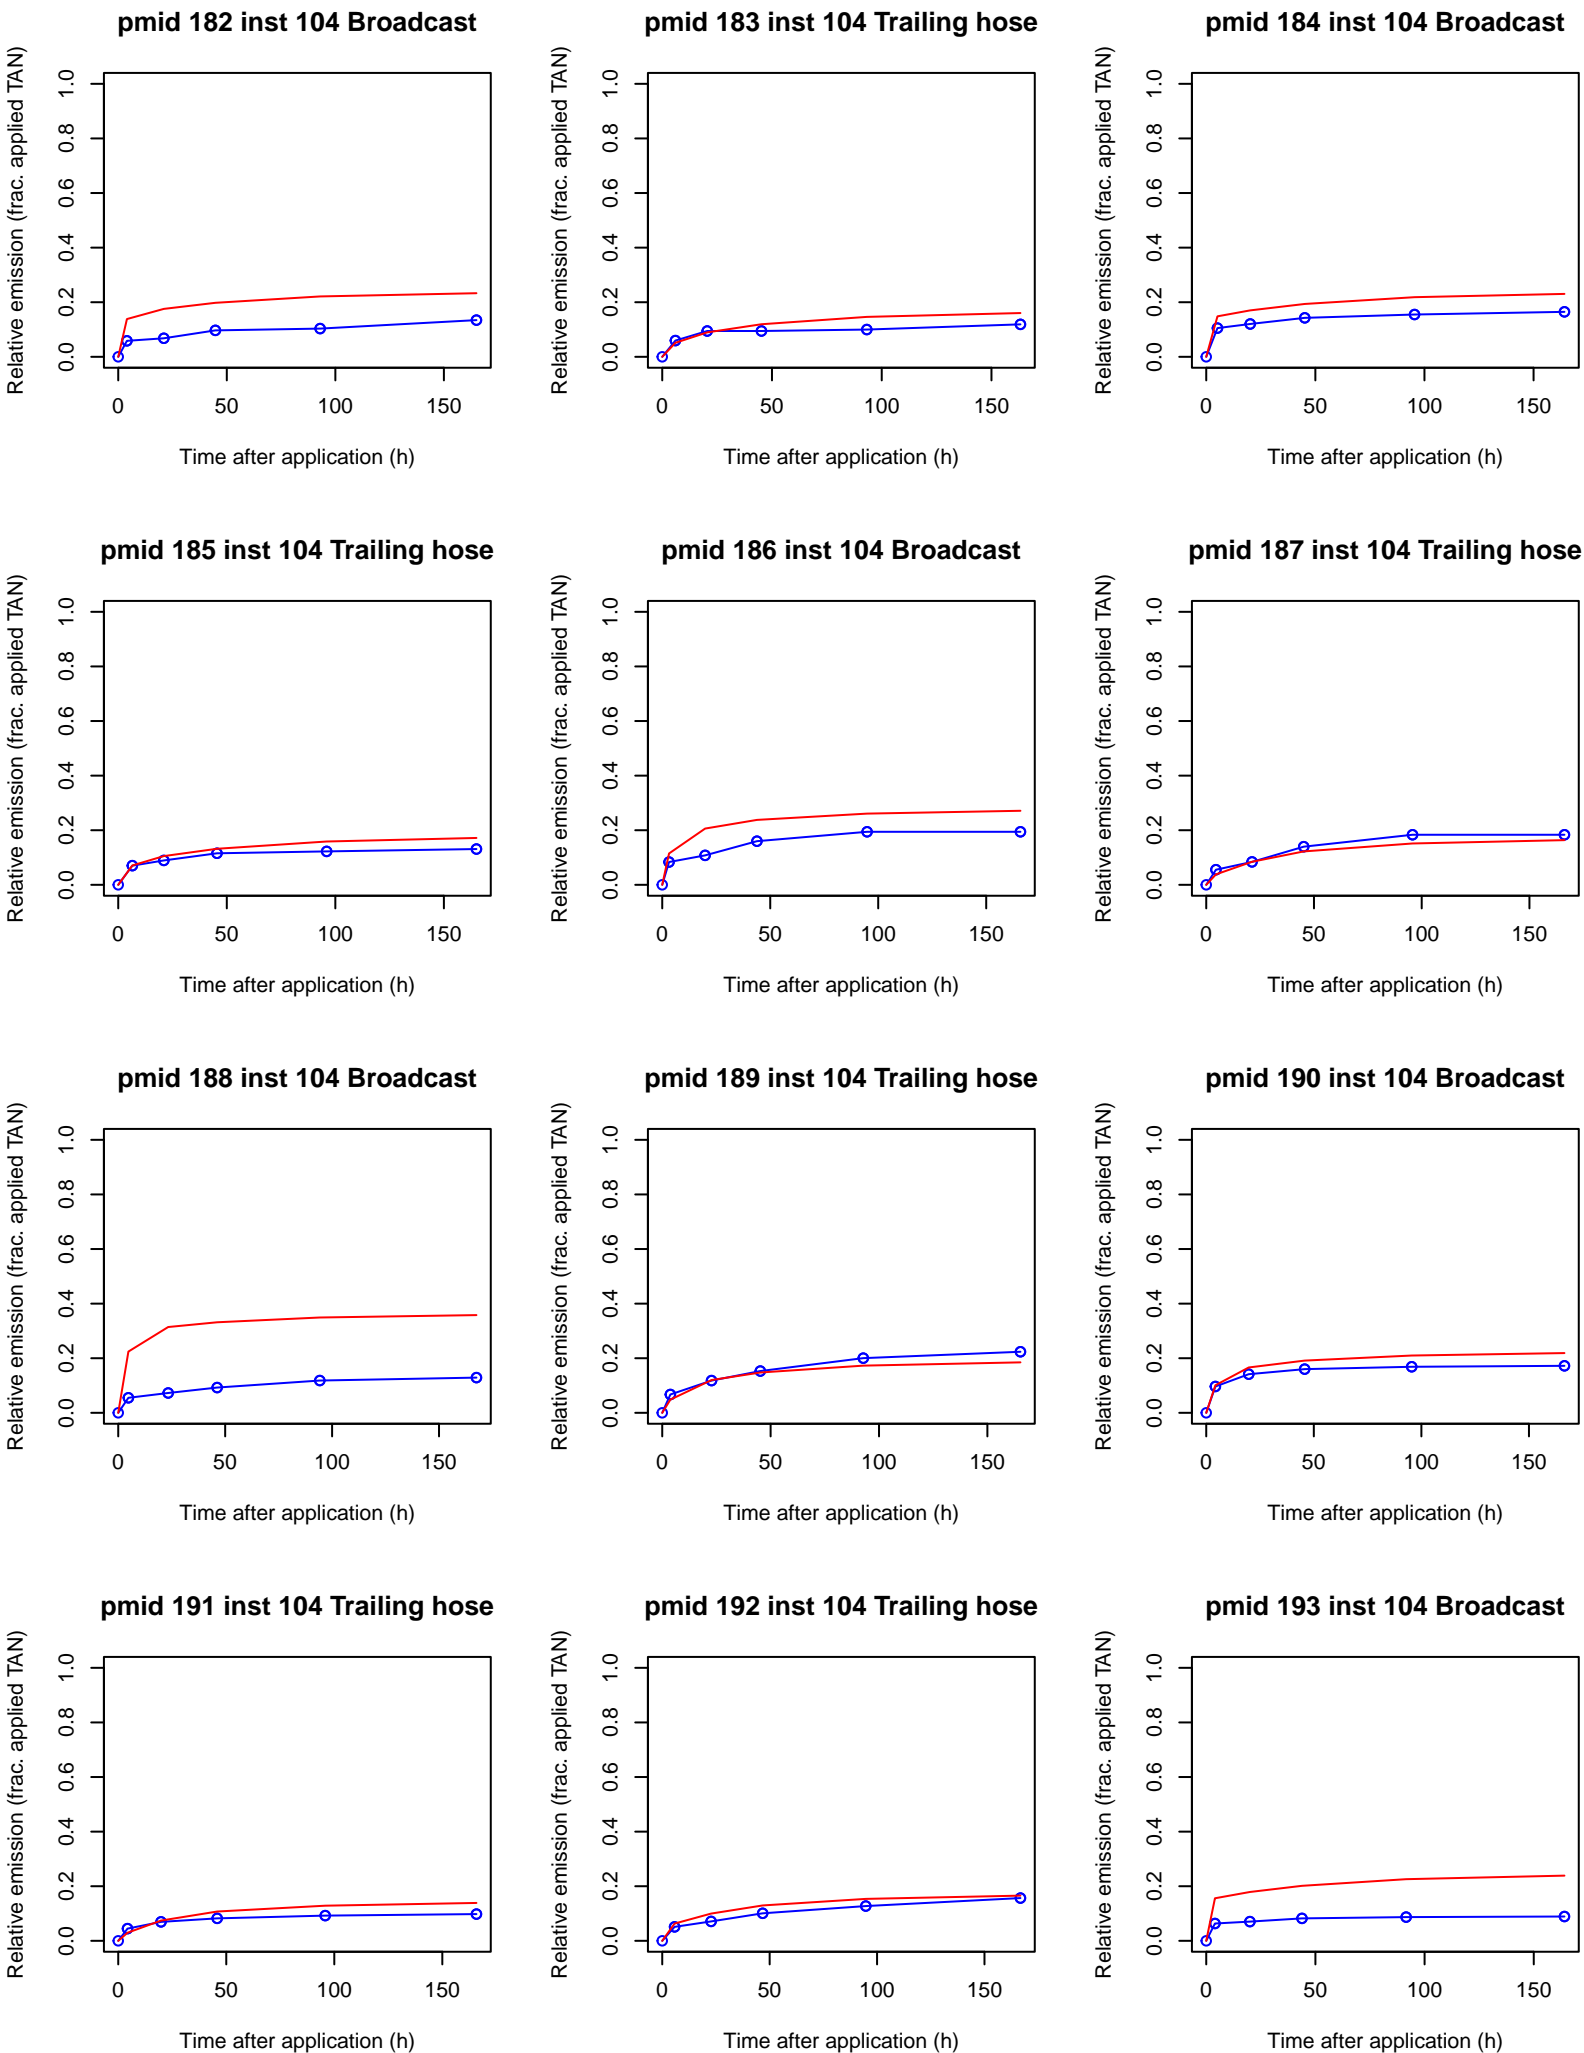 pmid 182 inst 104 Broadcast
Relative emission (frac. applied TAN)
1.0
0.8
0.6
0.4
0.2
0.0
0 50 100 150
Time after application (h)
pmid 183 inst 104 Trailing hose
Relative emission (frac. applied TAN)
1.0
0.8
0.6
0.4
0.2
0.0
0 50 100 150
Time after application (h)
pmid 184 inst 104 Broadcast
Relative emission (frac. applied TAN)
1.0
0.8
0.6
0.4
0.2
0.0
0 50 100 150
Time after application (h)
pmid 185 inst 104 Trailing hose
Relative emission (frac. applied TAN)
1.0
0.8
0.6
0.4
0.2
0.0
0 50 100 150
Time after application (h)
pmid 186 inst 104 Broadcast
Relative emission (frac. applied TAN)
1.0
0.8
0.6
0.4
0.2
0.0
0 50 100 150
Time after application (h)
pmid 187 inst 104 Trailing hose
Relative emission (frac. applied TAN)
1.0
0.8
0.6
0.4
0.2
0.0
0 50 100 150
Time after application (h)
pmid 188 inst 104 Broadcast
Relative emission (frac. applied TAN)
1.0
0.8
0.6
0.4
0.2
0.0
0 50 100 150
Time after application (h)
pmid 189 inst 104 Trailing hose
Relative emission (frac. applied TAN)
1.0
0.8
0.6
0.4
0.2
0.0
0 50 100 150
Time after application (h)
pmid 190 inst 104 Broadcast
Relative emission (frac. applied TAN)
1.0
0.8
0.6
0.4
0.2
0.0
0 50 100 150
Time after application (h)
pmid 191 inst 104 Trailing hose
Relative emission (frac. applied TAN)
1.0
0.8
0.6
0.4
0.2
0.0
0 50 100 150
Time after application (h)
pmid 192 inst 104 Trailing hose
Relative emission (frac. applied TAN)
1.0
0.8
0.6
0.4
0.2
0.0
0 50 100 150
Time after application (h)
pmid 193 inst 104 Broadcast
Relative emission (frac. applied TAN)
1.0
0.8
0.6
0.4
0.2
0.0
0 50 100 150
Time after application (h)